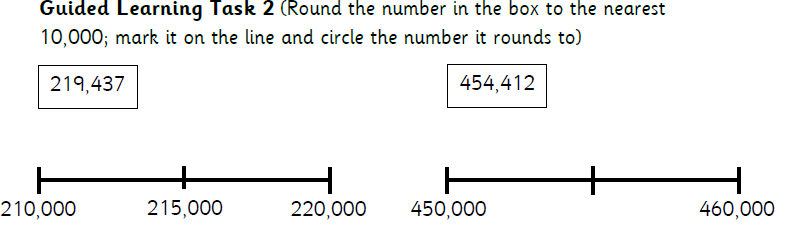 Guided Learning Task 2 (Round the number in the box to the nearest
10,000; mark it on the line and circle the number it rounds to)
219,437 454,412
210,000 215,000 220,000 450,000 460,000